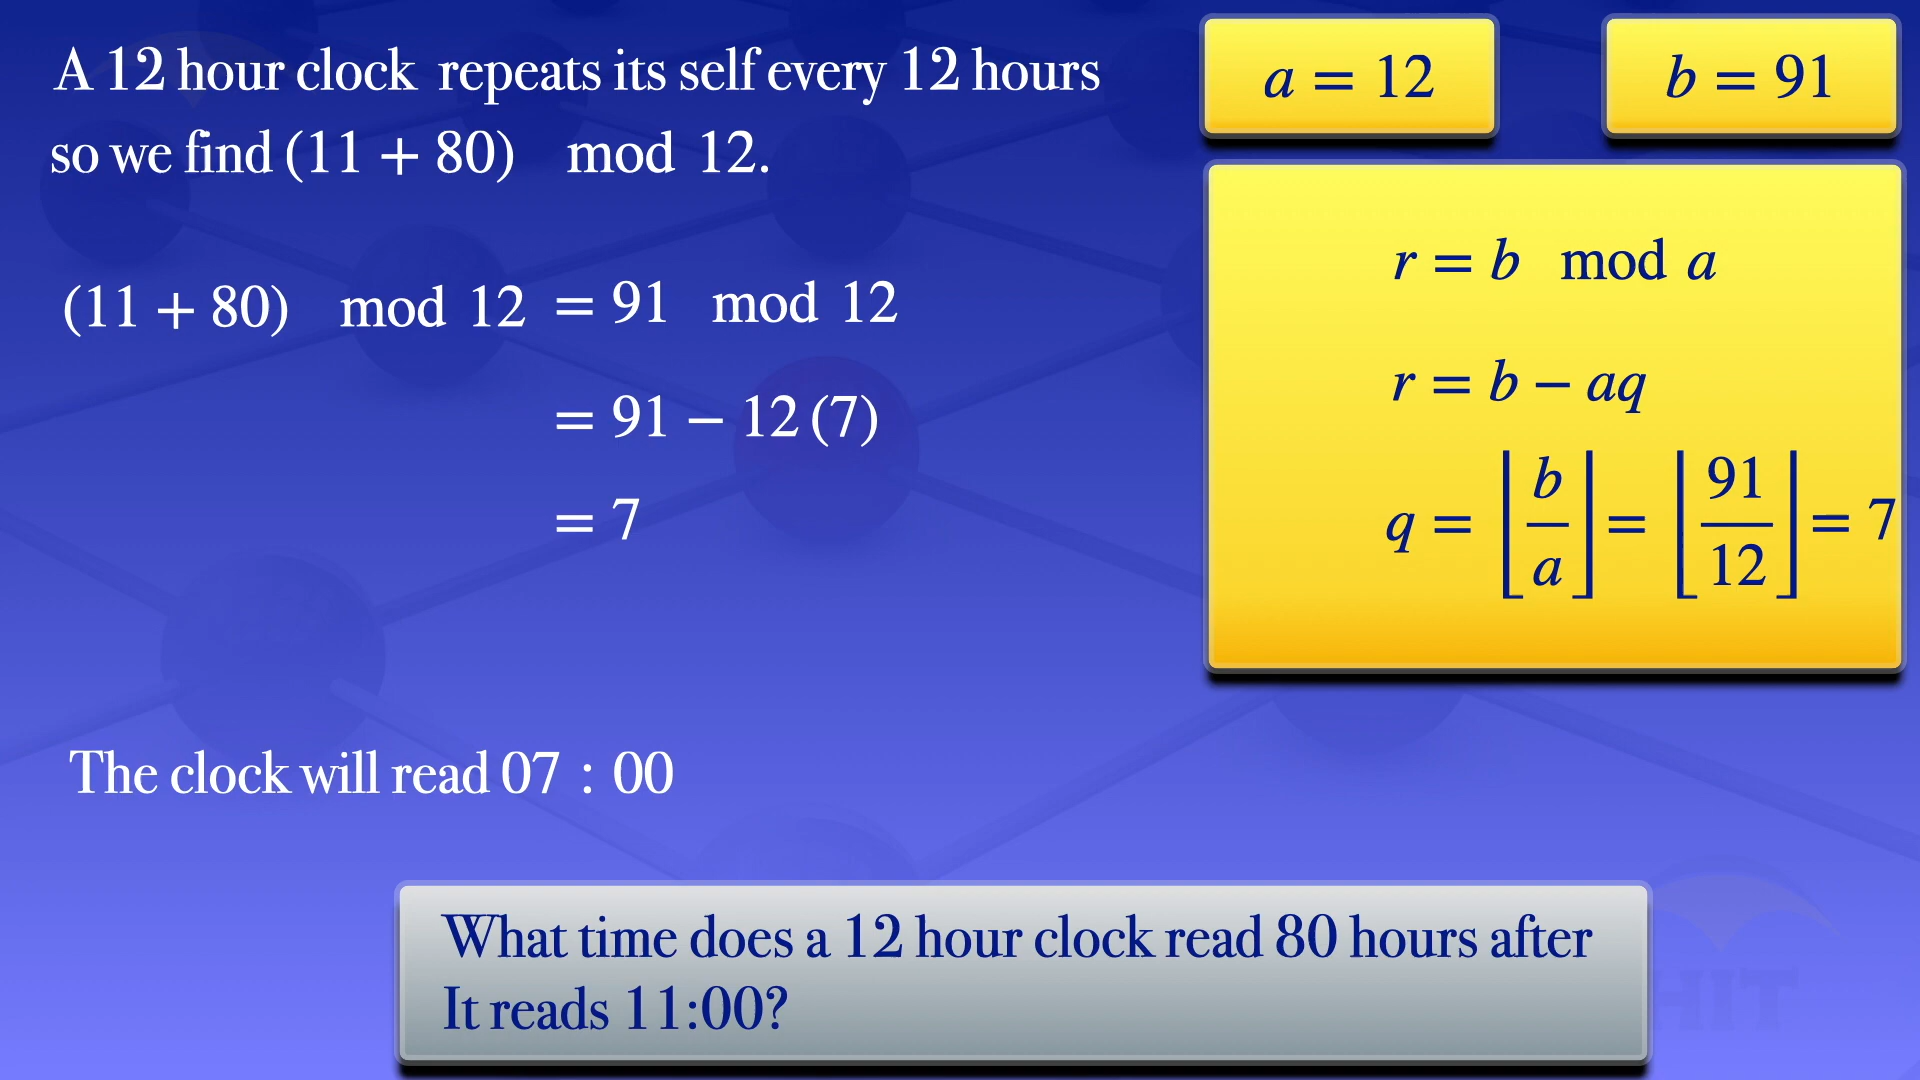 A 12 hour clock repeats its self every 12 hours
so we find (11 + 80) mod 12.
(11 + 80) mod 12 = 91 mod 12
= 91 − 12 (7)
= 7
The clock will read 07 : 00
a = 12
b = 91
r = b mod a
r = b − aq
q = ⌊b/a⌋ = ⌊91/12⌋ = 7
What time does a 12 hour clock read 80 hours after
It reads 11:00?
HIT